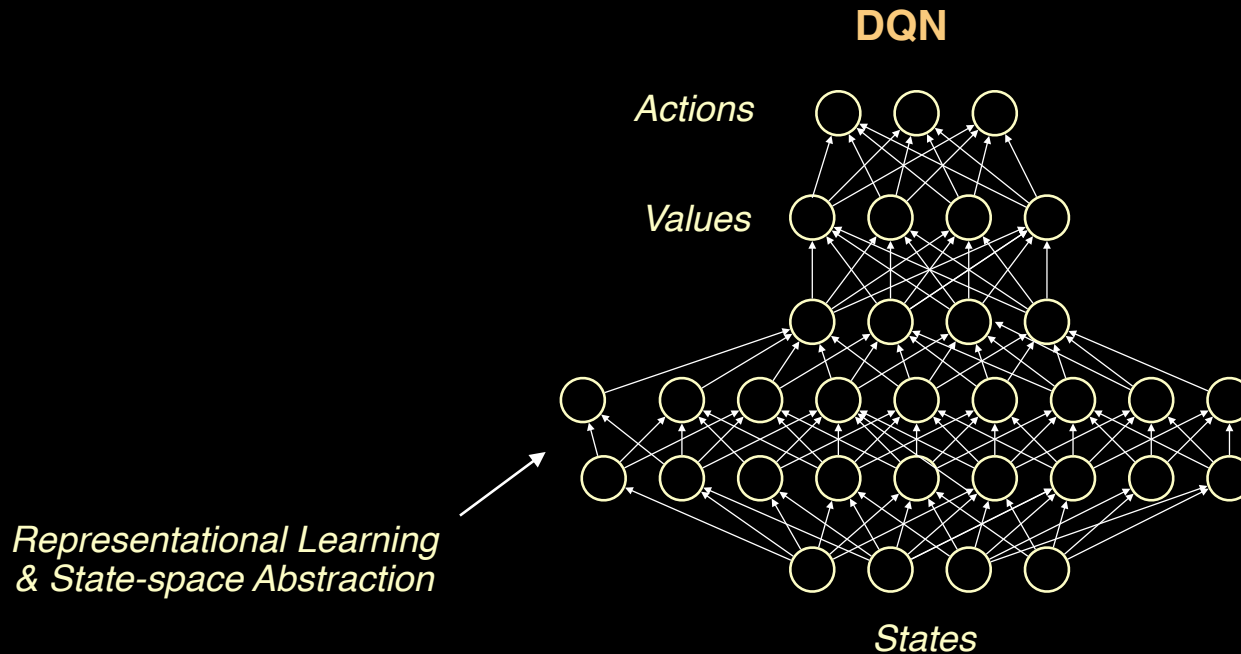 DQN
Actions
Values
Representational Learning
& State-space Abstraction
States